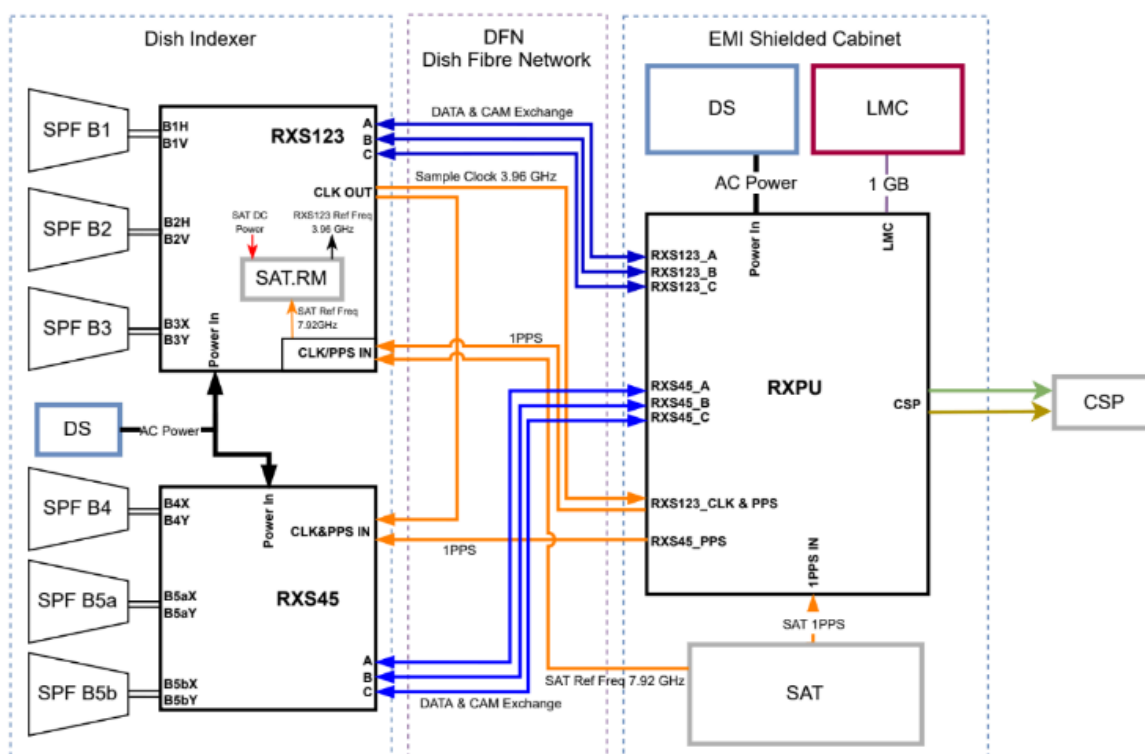 Dish Indexer
DFN
Dish Fibre Network
EMI Shielded Cabinet
SPF B1
B1H
B1V
RXS123
A
B
C
CLK OUT
SPF B2
B2H
B2V
SAT DC
Power
RXS123 Ref Freq
3.96 GHz
SAT.RM
SAT Ref Freq
7.92GHz
SPF B3
B3X
B3Y
Power In
CLK/PPS IN
DS
AC Power
SPF B4
B4X
B4Y
Power In
CLK&PPS IN
SPF B5a
B5aX
B5aY
RXS45
SPF B5b
B5bX
B5bY
A
B
C
DATA & CAM Exchange
Sample Clock 3.96 GHz
1PPS
1PPS
SAT Ref Freq 7.92 GHz
DATA & CAM Exchange
DS
LMC
AC Power
1 GB
Power In
LMC
RXS123_A
RXS123_B
RXS123_C
RXS45_A
RXS45_B
RXS45_C
RXPU
CSP
CSP
RXS123_CLK & PPS
RXS45_PPS
1PPS IN
SAT 1PPS
SAT